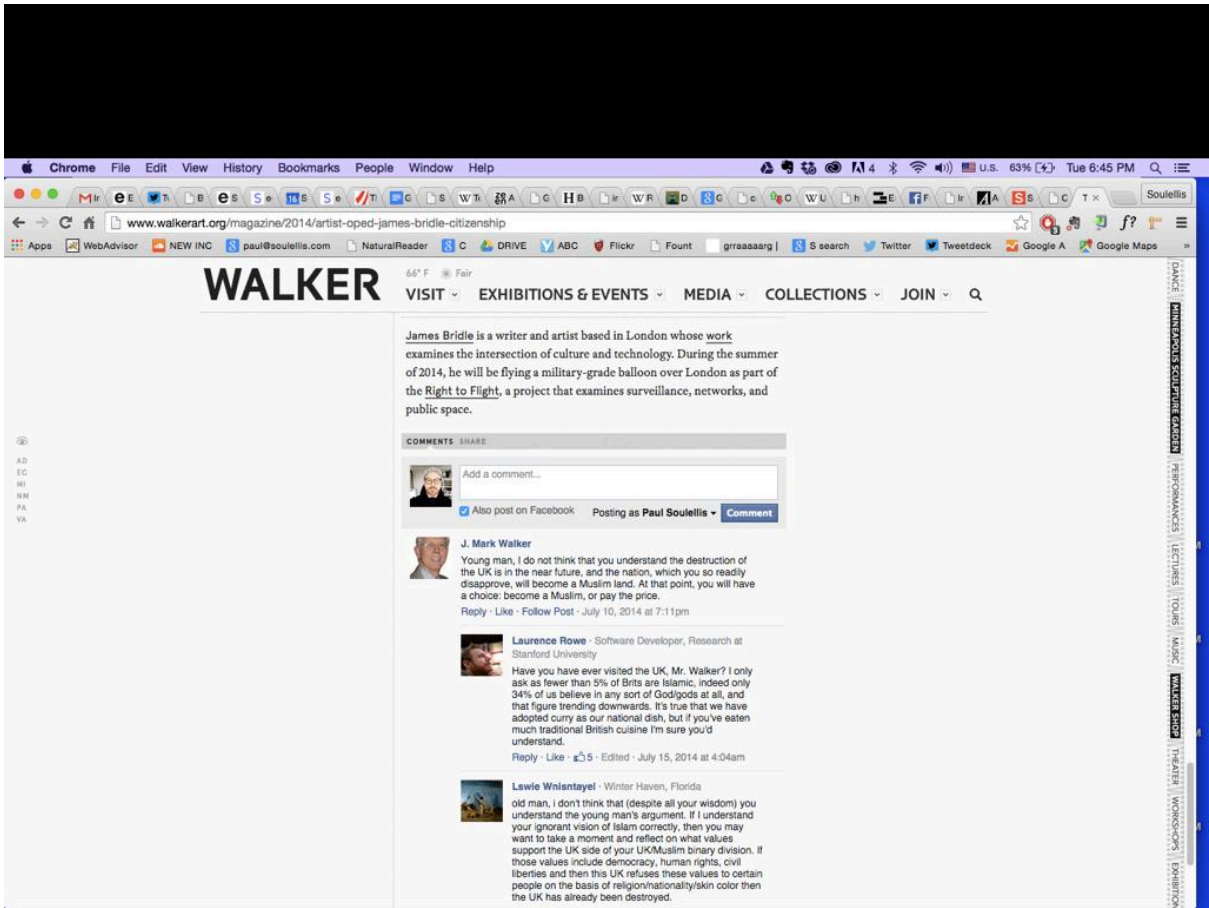 Chrome File Edit View History Bookmarks People Window Help 4 U.S. 63% Tue 6:45 PM
Soulellis
www.walkerart.org/magazine/2014/artist-oped-james-bridle-citizenship
Apps WebAdvisor NEW INC paul@soulellis.com NaturalReader C DRIVE ABC Flickr Fount grraaaarg | S search Twitter Tweetdeck Google A Google Maps »
WALKER
66° F Fair
VISIT EXHIBITIONS & EVENTS MEDIA COLLECTIONS JOIN
James Bridle is a writer and artist based in London whose work
examines the intersection of culture and technology. During the summer
of 2014, he will be flying a military-grade balloon over London as part of
the Right to Flight, a project that examines surveillance, networks, and
public space.
COMMENTS SHARE
AD
EC
MI
NM
PA
VA
Add a comment...
Also post on Facebook Posting as Paul Soulellis Comment
J. Mark Walker
Young man, I do not think that you understand the destruction of
the UK is in the near future, and the nation, which you so readily
disapprove, will become a Muslim land. At that point, you will have
a choice: become a Muslim, or pay the price.
Reply · Like · Follow Post · July 10, 2014 at 7:11pm
Laurence Rowe · Software Developer, Research at
Stanford University
Have you have ever visited the UK, Mr. Walker? I only
ask as fewer than 5% of Brits are Islamic, indeed only
34% of us believe in any sort of God/gods at all, and
that figure trending downwards. It's true that we have
adopted curry as our national dish, but if you've eaten
much traditional British cuisine I'm sure you'd
understand.
Reply · Like · 5 · Edited · July 15, 2014 at 4:04am
Lswie Wnisntayel · Winter Haven, Florida
old man, i don't think that (despite all your wisdom) you
understand the young man's argument. If I understand
your ignorant vision of Islam correctly, then you may
want to take a moment and reflect on what values
support the UK side of your UK/Muslim binary division. If
those values include democracy, human rights, civil
liberties and then this UK refuses these values to certain
people on the basis of religion/nationality/skin color then
the UK has already been destroyed.
DANCE
MINNEAPOLIS SCULPTURE GARDEN
PERFORMANCES
LECTURES
TOURS
MUSIC
WALKER SHOP
THEATER
WORKSHOPS
EXHIBITION